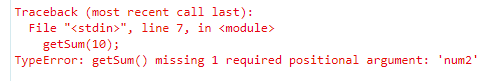 Traceback (most recent call last):
  File "<stdin>", line 7, in <module>
    getSum(10);
TypeError: getSum() missing 1 required positional argument: 'num2'